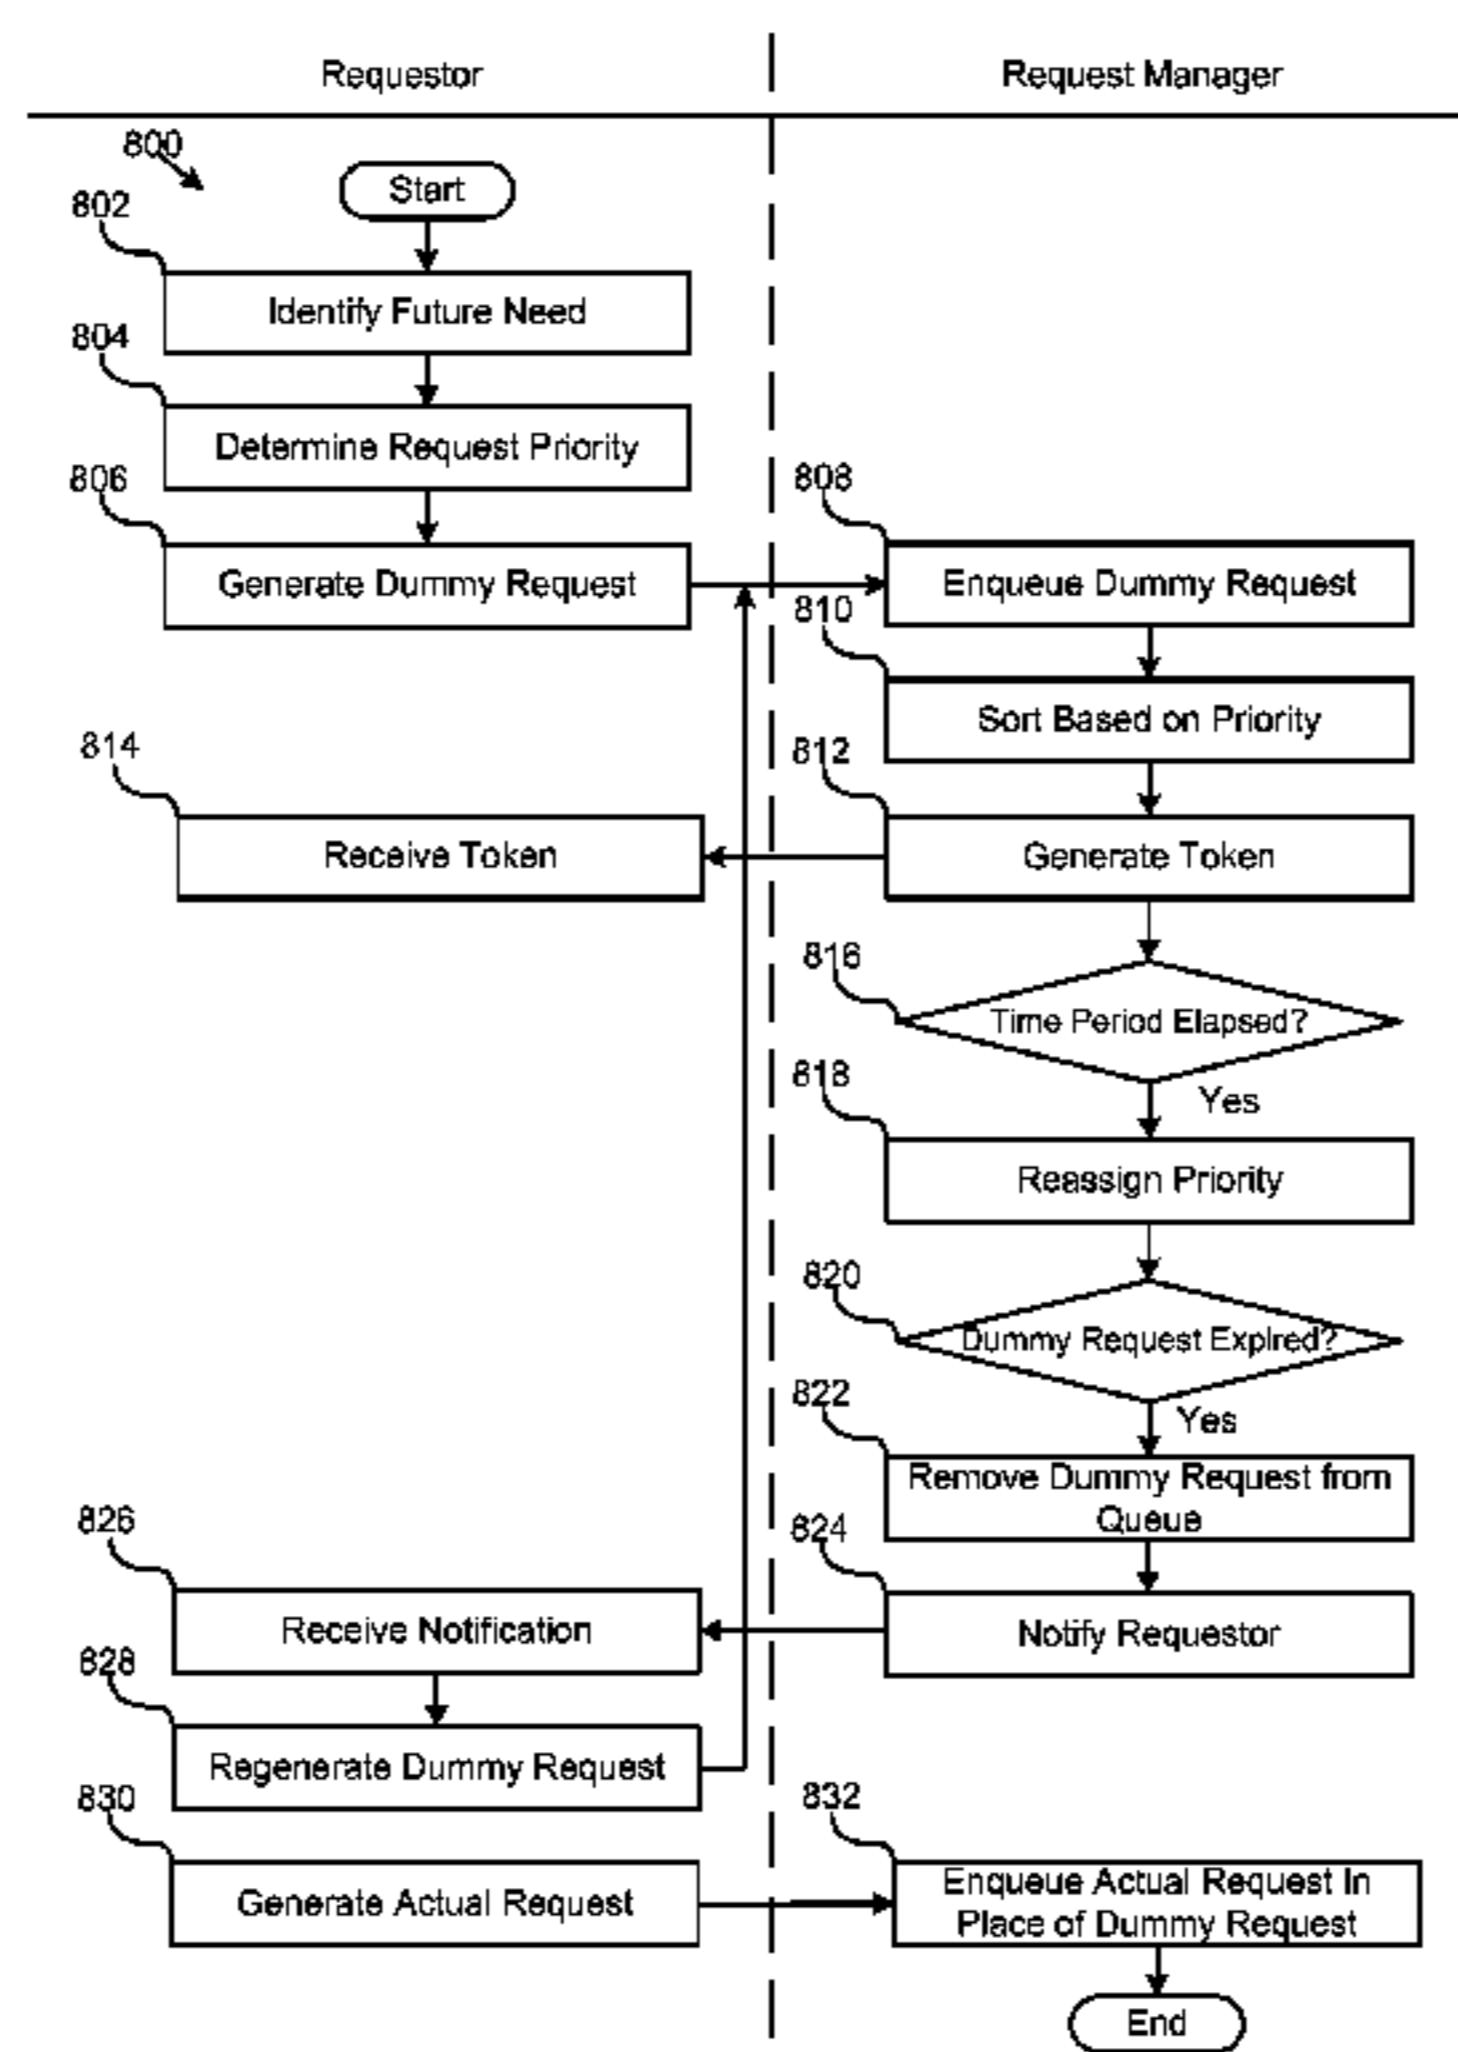 Requestor
Request Manager
800
Start
802
Identify Future Need
804
Determine Request Priority
806
Generate Dummy Request
808
Enqueue Dummy Request
810
Sort Based on Priority
812
Generate Token
814
Receive Token
816
Time Period Elapsed?
Yes
818
Reassign Priority
820
Dummy Request Expired?
Yes
822
Remove Dummy Request from
Queue
824
Notify Requestor
826
Receive Notification
828
Regenerate Dummy Request
830
Generate Actual Request
832
Enqueue Actual Request In
Place of Dummy Request
End